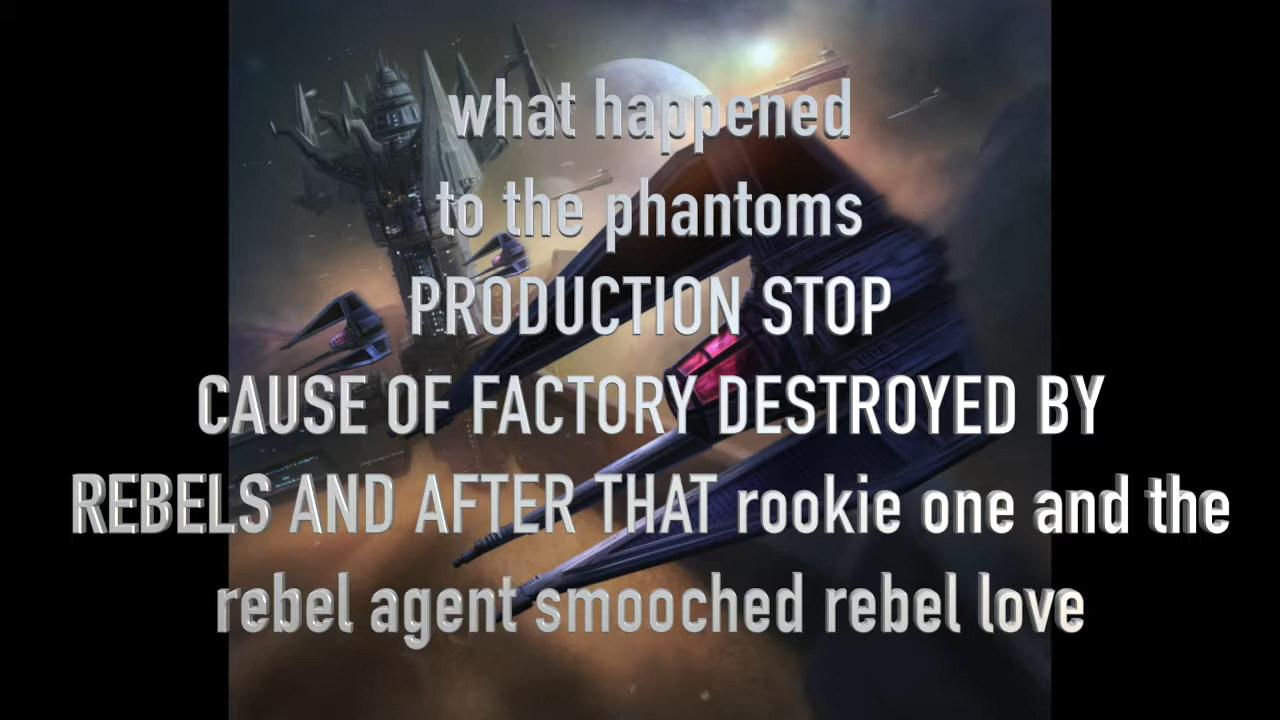 what happened
to the phantoms
PRODUCTION STOP
CAUSE OF FACTORY DESTROYED BY
REBELS AND AFTER THAT rookie one and the
rebel agent smooched rebel love